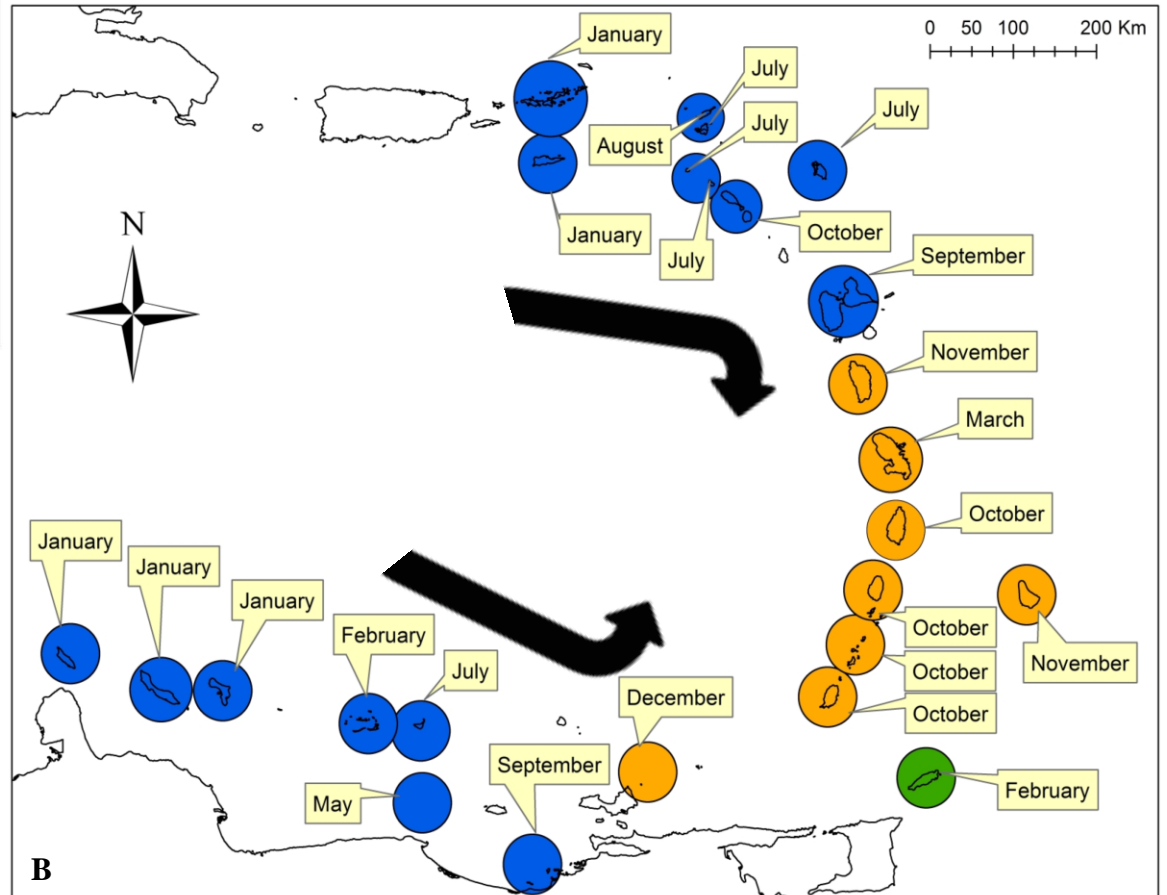 0 50 100 200 Km
January
July
July
July
August
January
July
October
September
N
November
March
October
January
January
January
February
July
October
October
November
October
December
September
May
February
B